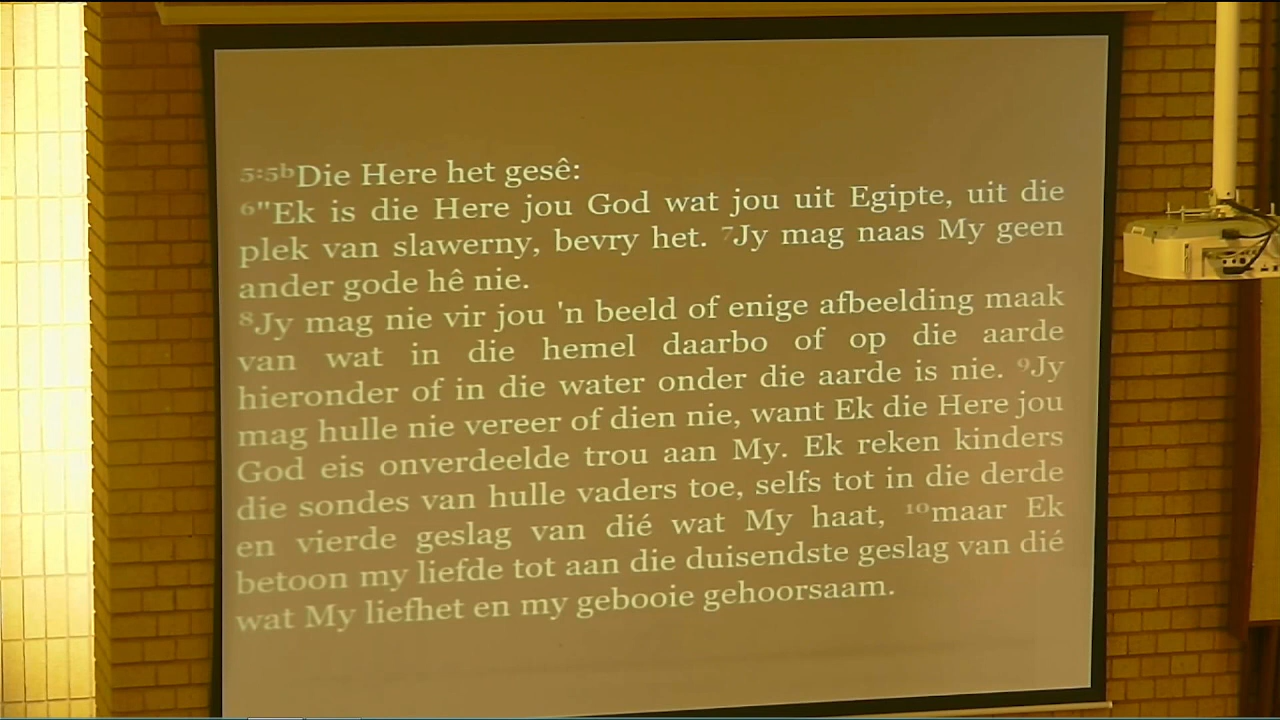 5:5bDie Here het gesê:
6"Ek is die Here jou God wat jou uit Egipte, uit die
plek van slawerny, bevry het. 7Jy mag naas My geen
ander gode hê nie.
8Jy mag nie vir jou 'n beeld of enige afbeelding maak
van wat in die hemel daarbo of op die aarde
hieronder of in die water onder die aarde is nie. 9Jy
mag hulle nie vereer of dien nie, want Ek die Here jou
God eis onverdeelde trou aan My. Ek reken kinders
die sondes van hulle vaders toe, selfs tot in die derde
en vierde geslag van dié wat My haat, 10maar Ek
betoon my liefde tot aan die duisendste geslag van dié
wat My liefhet en my gebooie gehoorsaam.